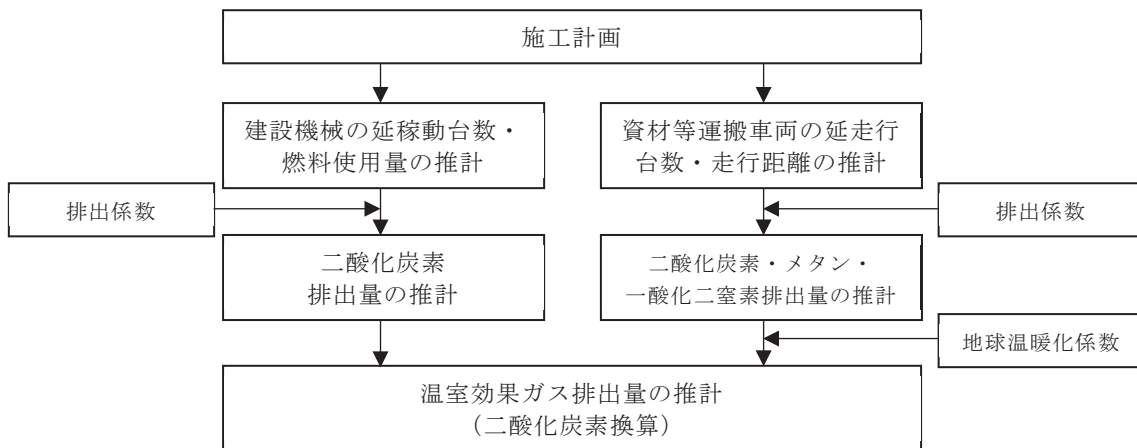 施工計画
建設機械の延稼動台数・
燃料使用量の推計
資材等運搬車両の延走行
台数・走行距離の推計
排出係数
排出係数
二酸化炭素
排出量の推計
二酸化炭素・メタン・
一酸化二窒素排出量の推計
地球温暖化係数
温室効果ガス排出量の推計
（二酸化炭素換算）